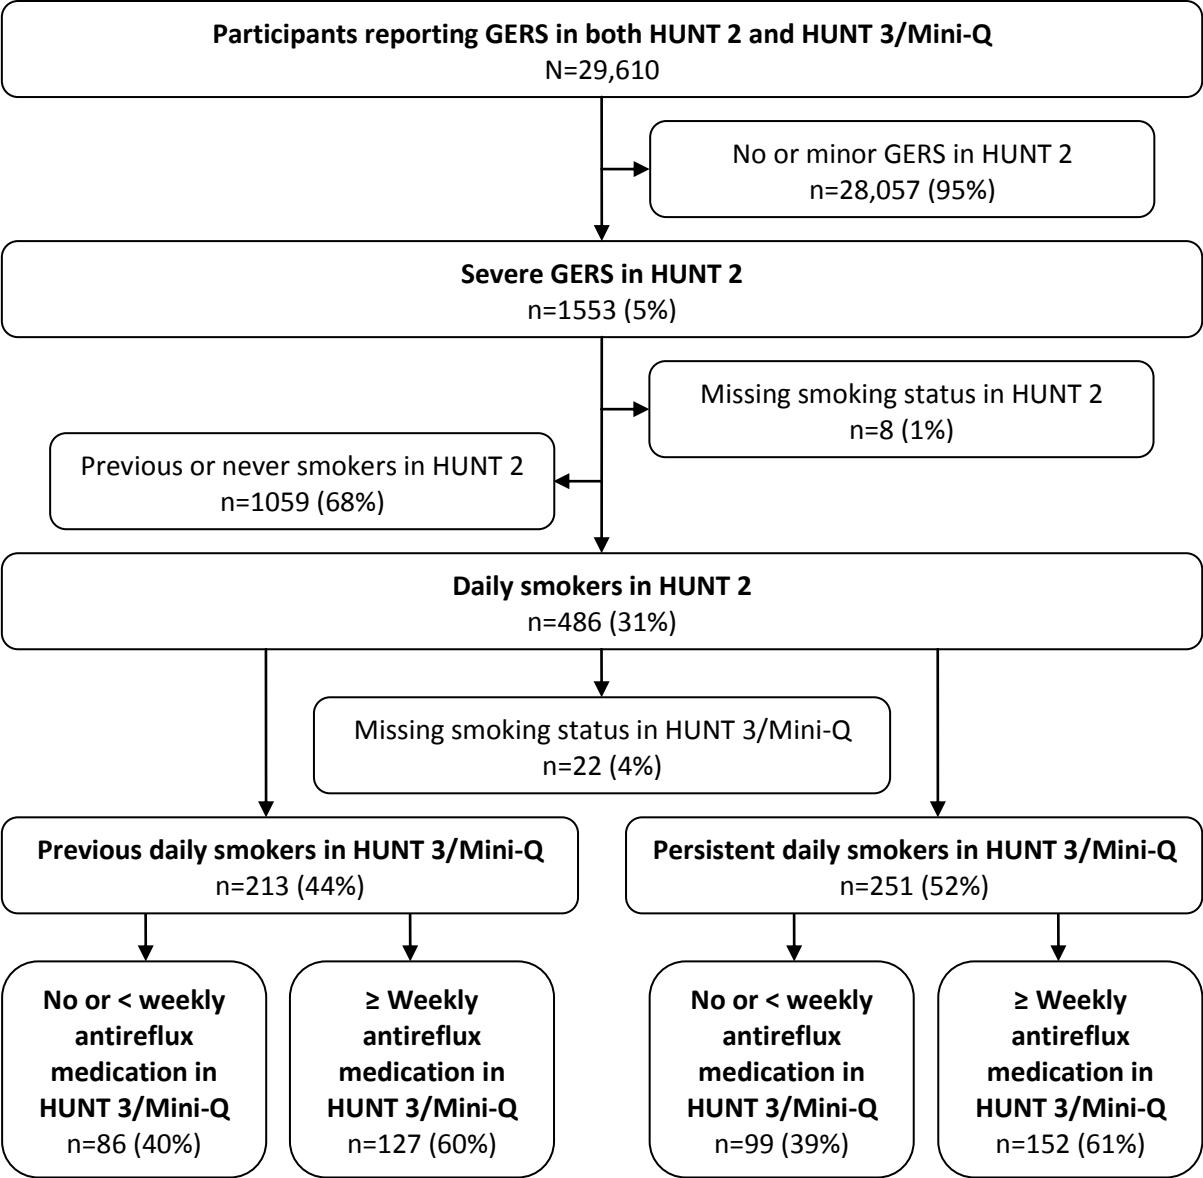 Participants reporting GERS in both HUNT 2 and HUNT 3/Mini-Q
N=29,610
No or minor GERS in HUNT 2
n=28,057 (95%)
Severe GERS in HUNT 2
n=1553 (5%)
Missing smoking status in HUNT 2
n=8 (1%)
Previous or never smokers in HUNT 2
n=1059 (68%)
Daily smokers in HUNT 2
n=486 (31%)
Missing smoking status in HUNT 3/Mini-Q
n=22 (4%)
Previous daily smokers in HUNT 3/Mini-Q
n=213 (44%)
Persistent daily smokers in HUNT 3/Mini-Q
n=251 (52%)
No or < weekly
antireflux
medication in
HUNT 3/Mini-Q
n=86 (40%)
≥ Weekly
antireflux
medication in
HUNT 3/Mini-Q
n=127 (60%)
No or < weekly
antireflux
medication in
HUNT 3/Mini-Q
n=99 (39%)
≥ Weekly
antireflux
medication in
HUNT 3/Mini-Q
n=152 (61%)